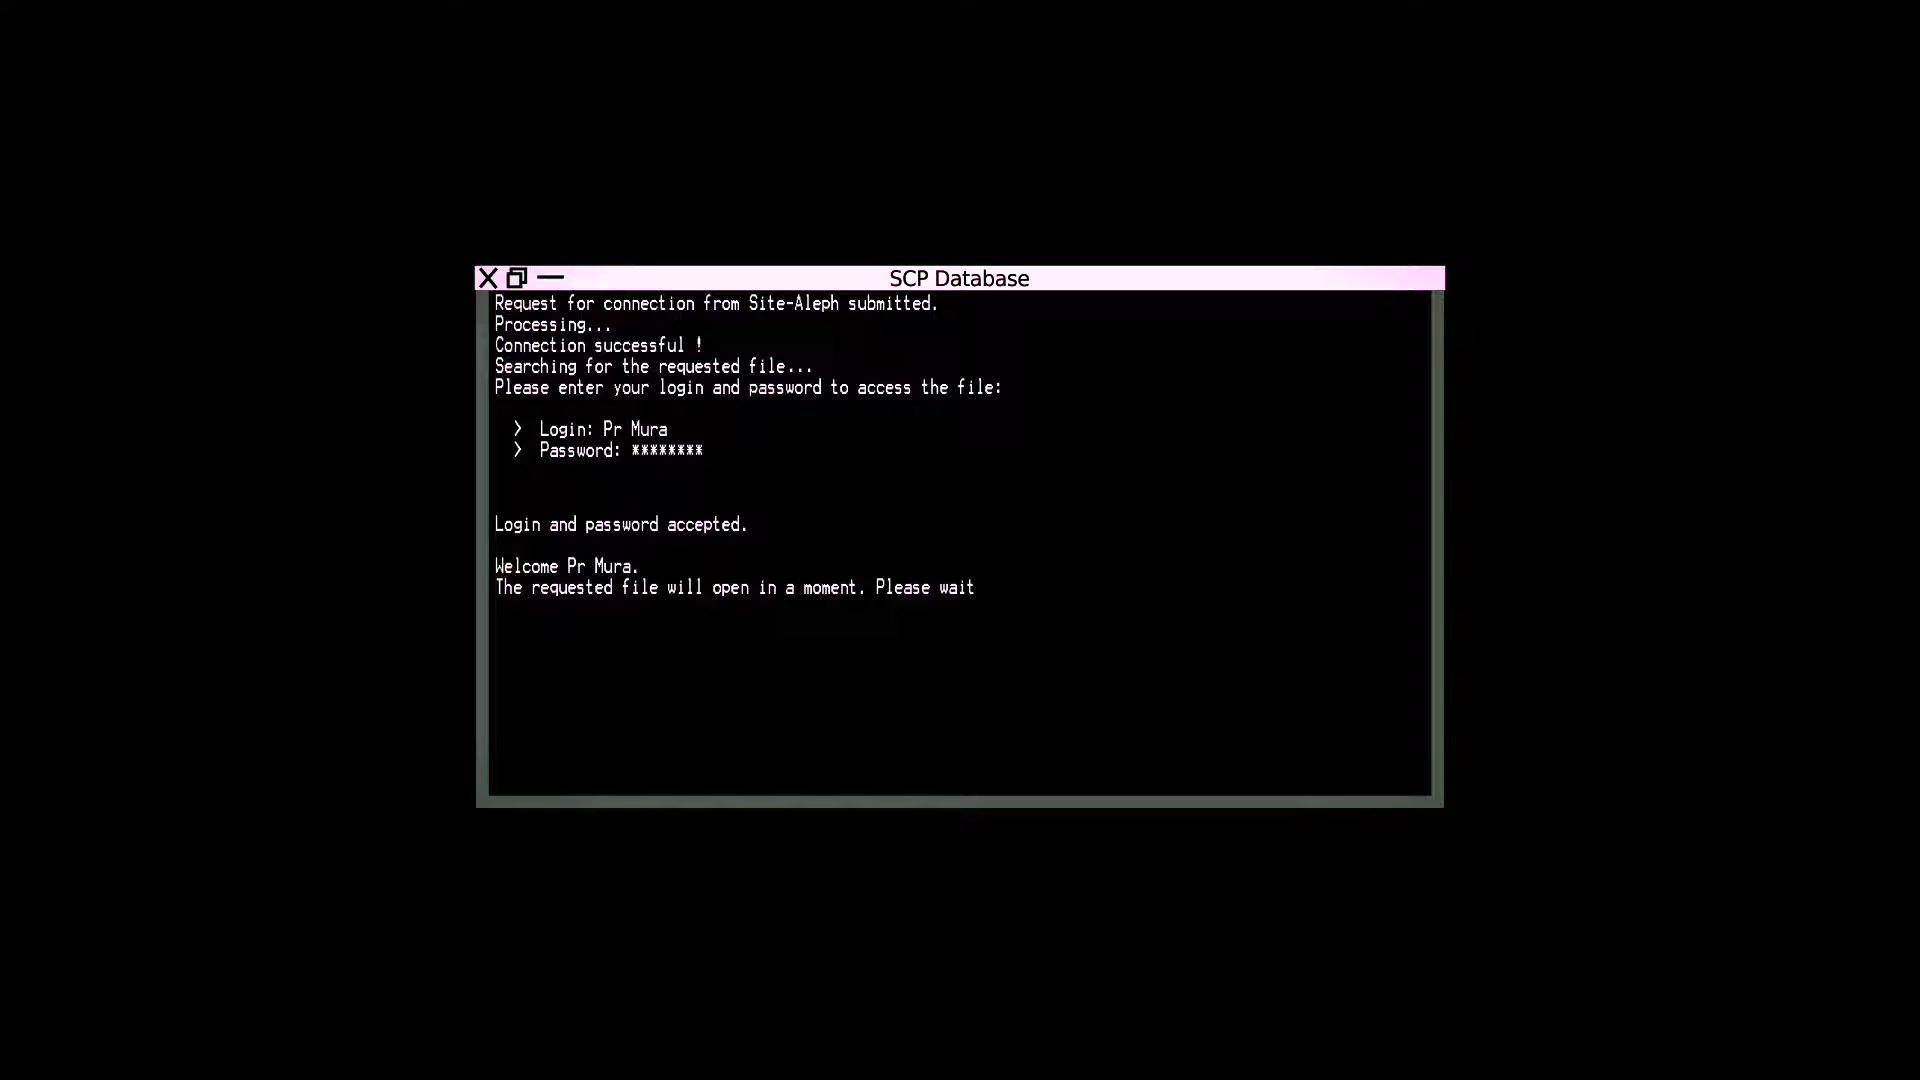 SCP Database
Request for connection from Site-Aleph submitted.
Processing...
Connection successful !
Searching for the requested file...
Please enter your login and password to access the file:
> Login: Pr Mura
> Password: ********
Login and password accepted.
Welcome Pr Mura.
The requested file will open in a moment. Please wait